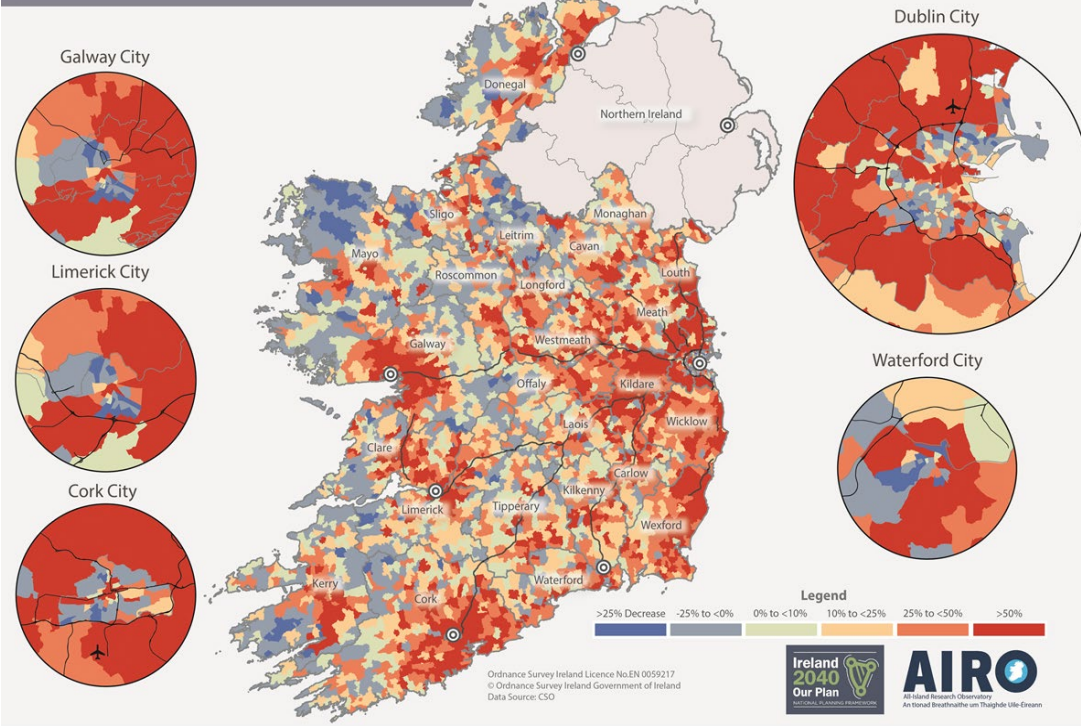 Galway City
Limerick City
Cork City
Dublin City
Waterford City
Donegal
Northern Ireland
Sligo
Leitrim
Monaghan
Cavan
Mayo
Roscommon
Longford
Louth
Meath
Galway
Westmeath
Offaly
Kildare
Laois
Wicklow
Clare
Carlow
Kilkenny
Limerick
Tipperary
Wexford
Waterford
Kerry
Cork
Legend
>25% Decrease
-25% to <0%
0% to <10%
10% to <25%
25% to <50%
>50%
Ordnance Survey Ireland Licence No.EN 0059217
© Ordnance Survey Ireland Government of Ireland
Data Source: CSO
Ireland
2040
Our Plan
NATIONAL PLANNING FRAMEWORK
AIRO
All-Island Research Observatory
An tionad Breathnaithe um Thaighde Uile-Éireann